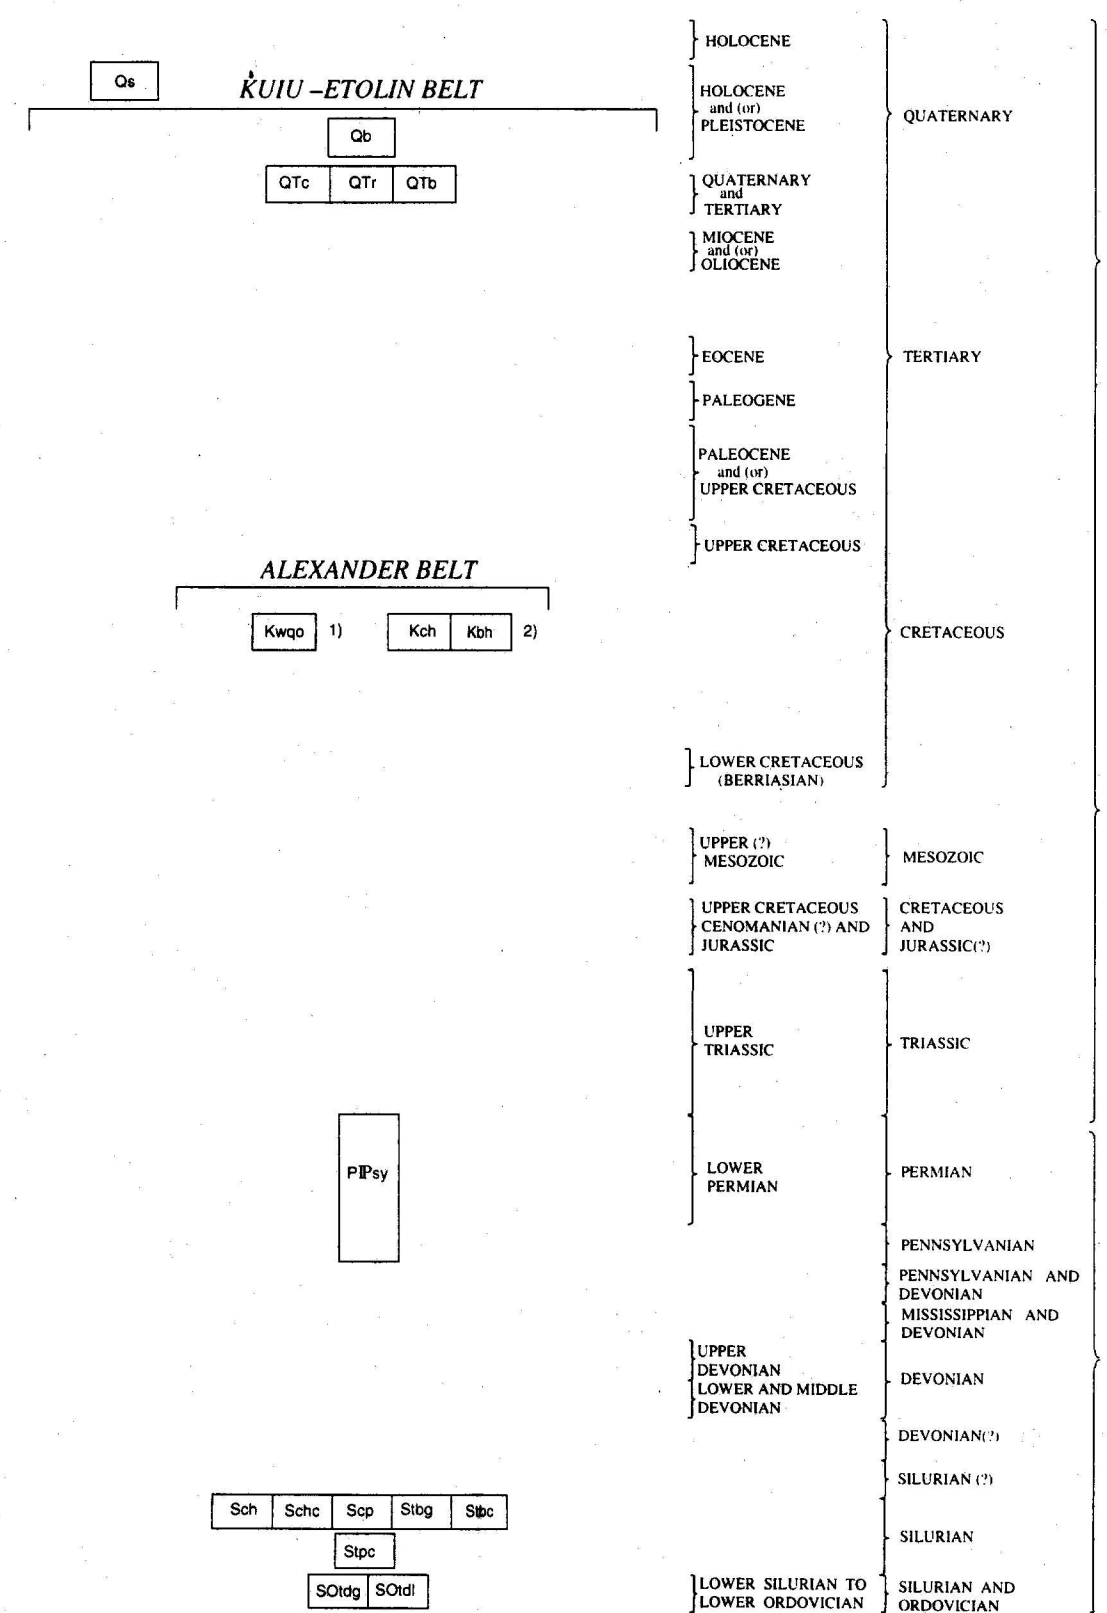 HOLOCENE
Qs
KUIU –ETOLIN BELT
HOLOCENE
and (or)
PLEISTOCENE
QUATERNARY
Qb
QTc QTr QTb
QUATERNARY
and
TERTIARY
MIOCENE
and (or)
OLIOCENE
EOCENE
TERTIARY
PALEOGENE
PALEOCENE
and (or)
UPPER CRETACEOUS
UPPER CRETACEOUS
ALEXANDER BELT
Kwqo 1) Kch Kbh 2)
CRETACEOUS
LOWER CRETACEOUS
(BERRIASIAN)
UPPER (?)
MESOZOIC
MESOZOIC
UPPER CRETACEOUS
CENOMANIAN (?) AND
JURASSIC
CRETACEOUS
AND
JURASSIC(?)
UPPER
TRIASSIC
TRIASSIC
PIPsy
LOWER
PERMIAN
PERMIAN
PENNSYLVANIAN
PENNSYLVANIAN AND
DEVONIAN
MISSISSIPPIAN AND
DEVONIAN
UPPER
DEVONIAN
LOWER AND MIDDLE
DEVONIAN
DEVONIAN
DEVONIAN(?)
SILURIAN (?)
Sch Schc Scp Stbg Stbc
SILURIAN
Stpc
SOtdg SOtdl
LOWER SILURIAN TO
LOWER ORDOVICIAN
SILURIAN AND
ORDOVICIAN